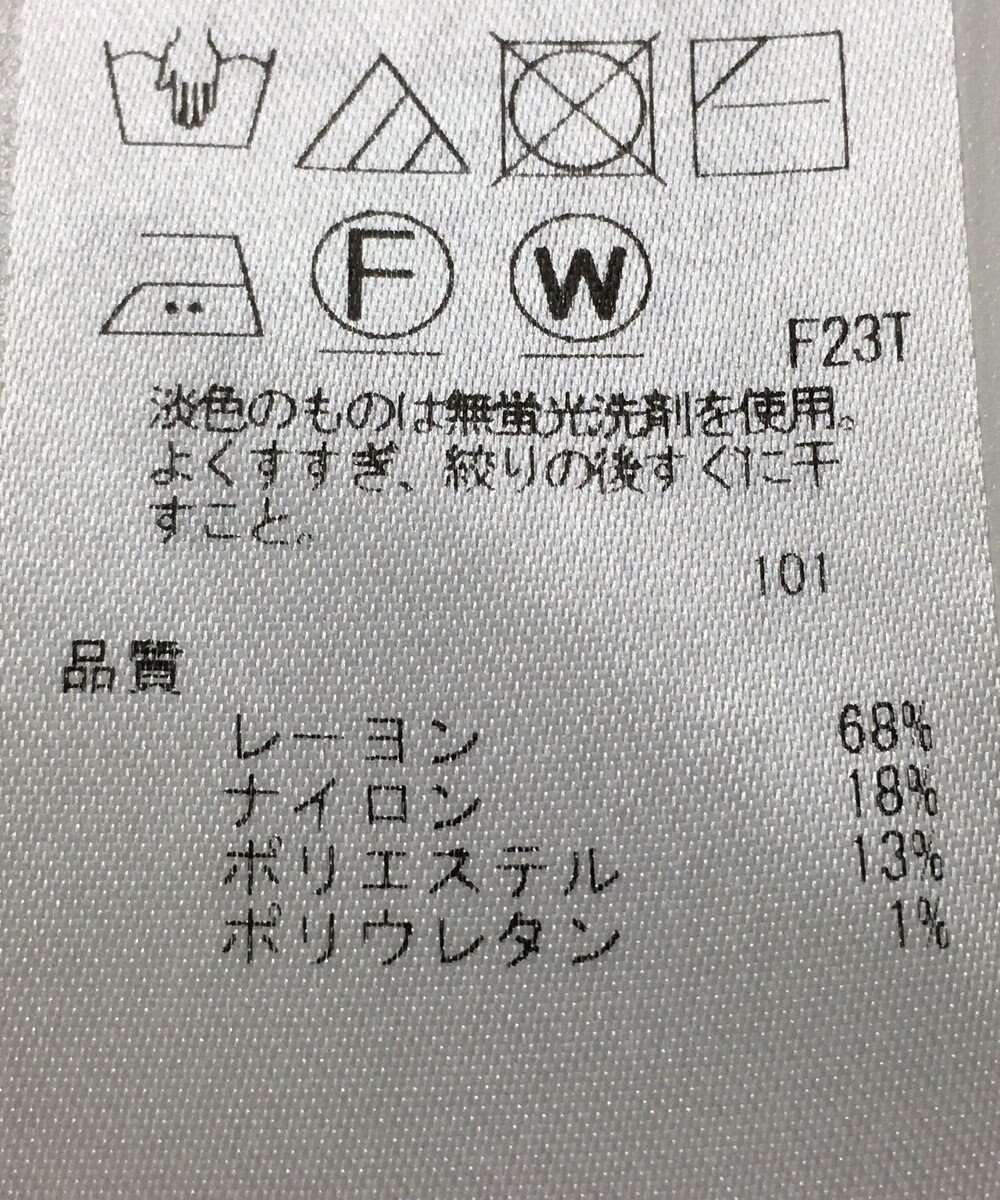 F W
F23T
淡色のものは無蛍光洗剤を使用。
よくすすぎ、絞りの後すぐに干
すこと。
101
品質
レーヨン 68%
ナイロン 18%
ポリエステル 13%
ポリウレタン 1%